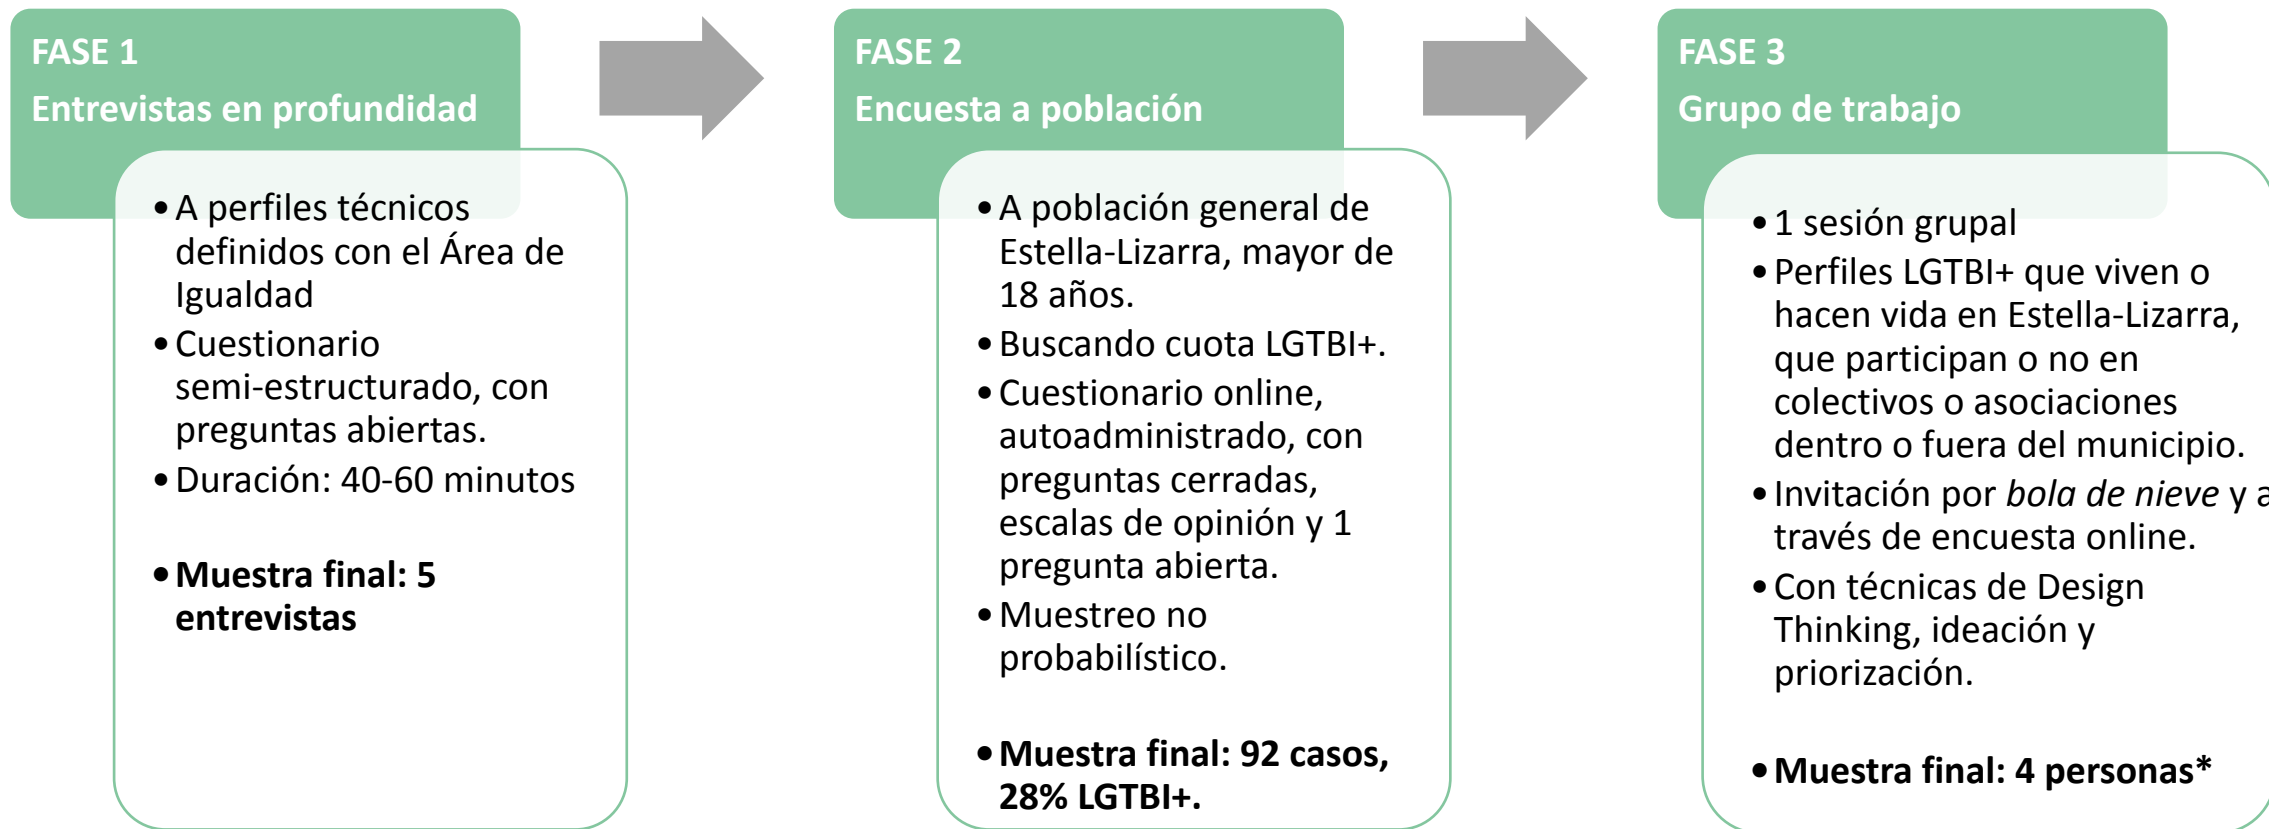 FASE 1
Entrevistas en profundidad
• A perfiles técnicos
definidos con el Área de
Igualdad
• Cuestionario
semi-estructurado, con
preguntas abiertas.
• Duración: 40-60 minutos
• Muestra final: 5
entrevistas
FASE 2
Encuesta a población
• A población general de
Estella-Lizarra, mayor de
18 años.
• Buscando cuota LGTBI+.
• Cuestionario online,
autoadministrado, con
preguntas cerradas,
escalas de opinión y 1
pregunta abierta.
• Muestreo no
probabilístico.
• Muestra final: 92 casos,
28% LGTBI+.
FASE 3
Grupo de trabajo
• 1 sesión grupal
• Perfiles LGTBI+ que viven o
hacen vida en Estella-Lizarra,
que participan o no en
colectivos o asociaciones
dentro o fuera del municipio.
• Invitación por bola de nieve y a
través de encuesta online.
• Con técnicas de Design
Thinking, ideación y
priorización.
• Muestra final: 4 personas*